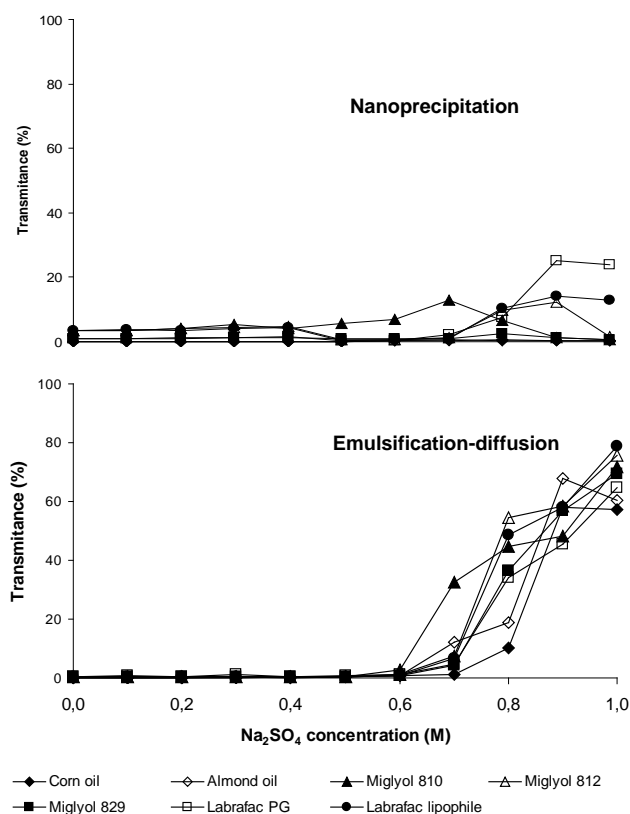 100
80
Nanoprecipitation
60
Transmitance (%)
40
20
0
80
Emulsification-diffusion
60
Transmitance (%)
40
20
0
0,0 0,2 0,4 0,6 0,8 1,0
Na₂SO₄ concentration (M)
Corn oil Almond oil Miglyol 810 Miglyol 812
Miglyol 829 Labrafac PG Labrafac lipophile